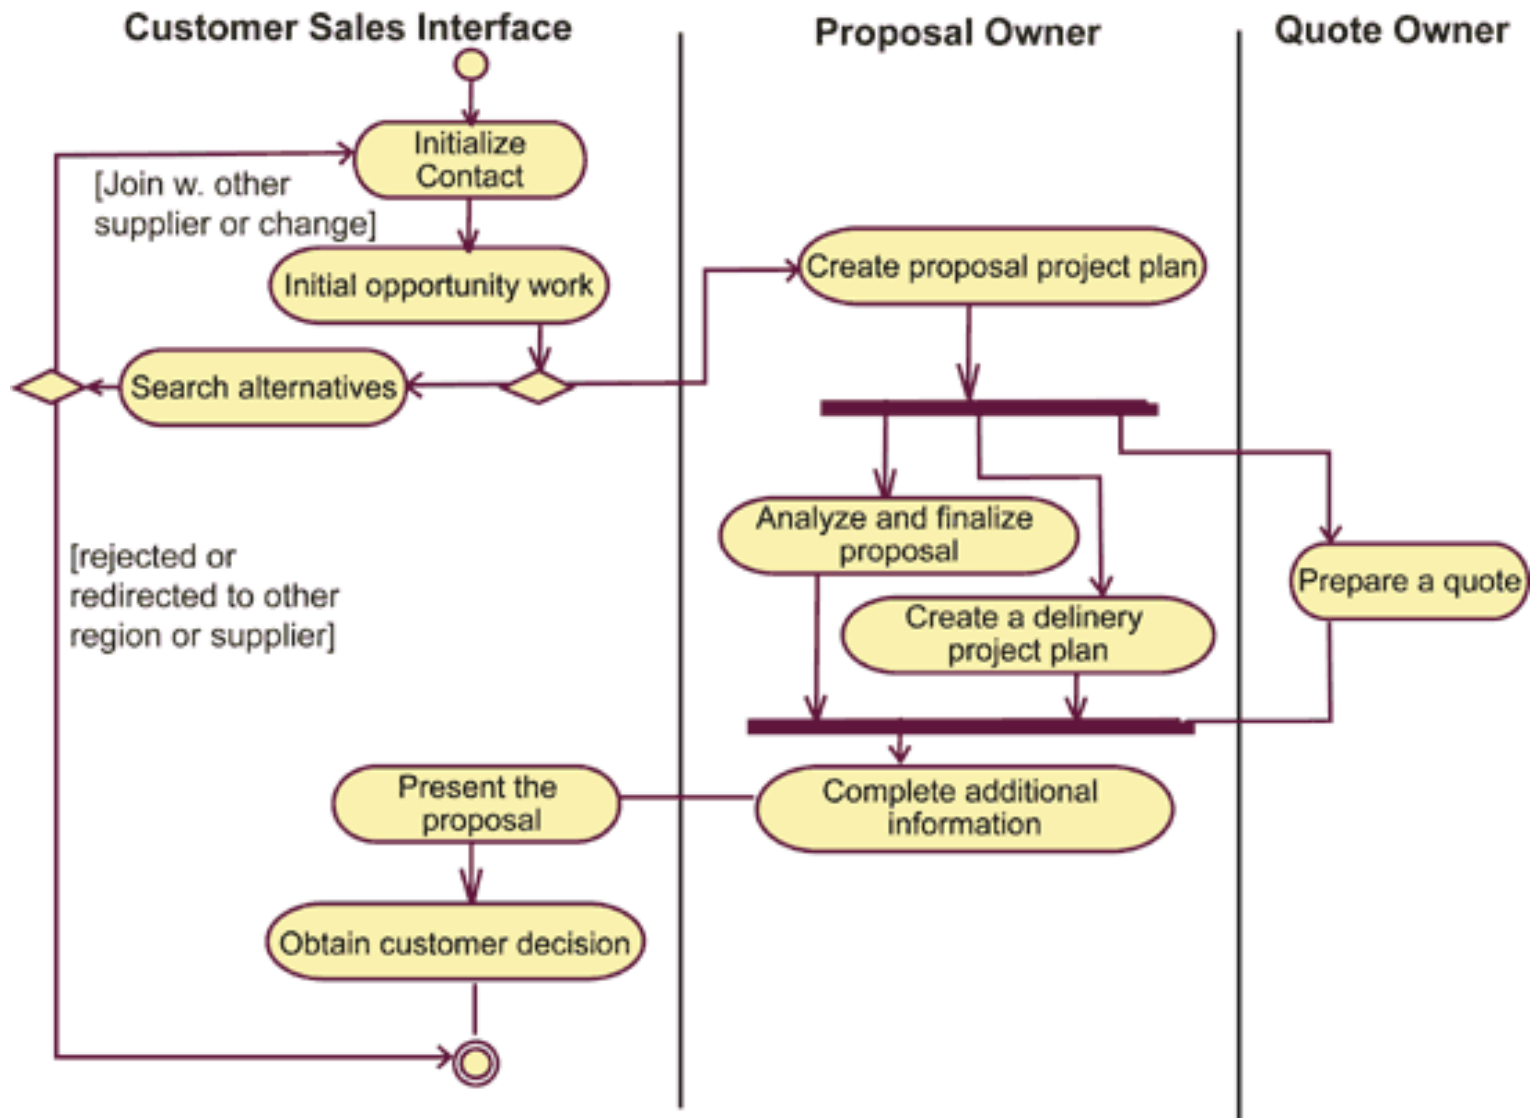 Customer Sales Interface
Proposal Owner
Quote Owner
Initialize
Contact
[Join w. other
supplier or change]
Initial opportunity work
Create proposal project plan
Search alternatives
Analyze and finalize
proposal
[rejected or
redirected to other
region or supplier]
Prepare a quote
Create a delinery
project plan
Present the
proposal
Complete additional
information
Obtain customer decision